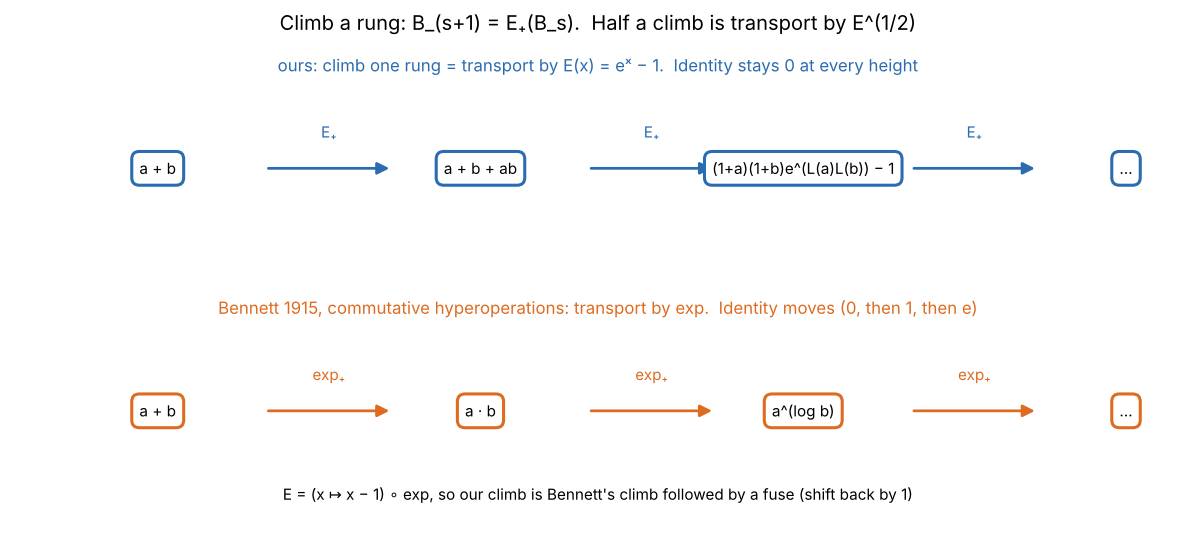 Climb a rung: B_(s+1) = E₊(B_s).  Half a climb is transport by E^(1/2)
ours: climb one rung = transport by E(x) = eˣ − 1.  Identity stays 0 at every height
E₊ E₊ E₊
a + b a + b + ab (1+a)(1+b)e^(L(a)L(b)) − 1 ...
Bennett 1915, commutative hyperoperations: transport by exp.  Identity moves (0, then 1, then e)
exp₊ exp₊ exp₊
a + b a · b a^(log b) ...
E = (x ↦ x − 1) ∘ exp, so our climb is Bennett's climb followed by a fuse (shift back by 1)